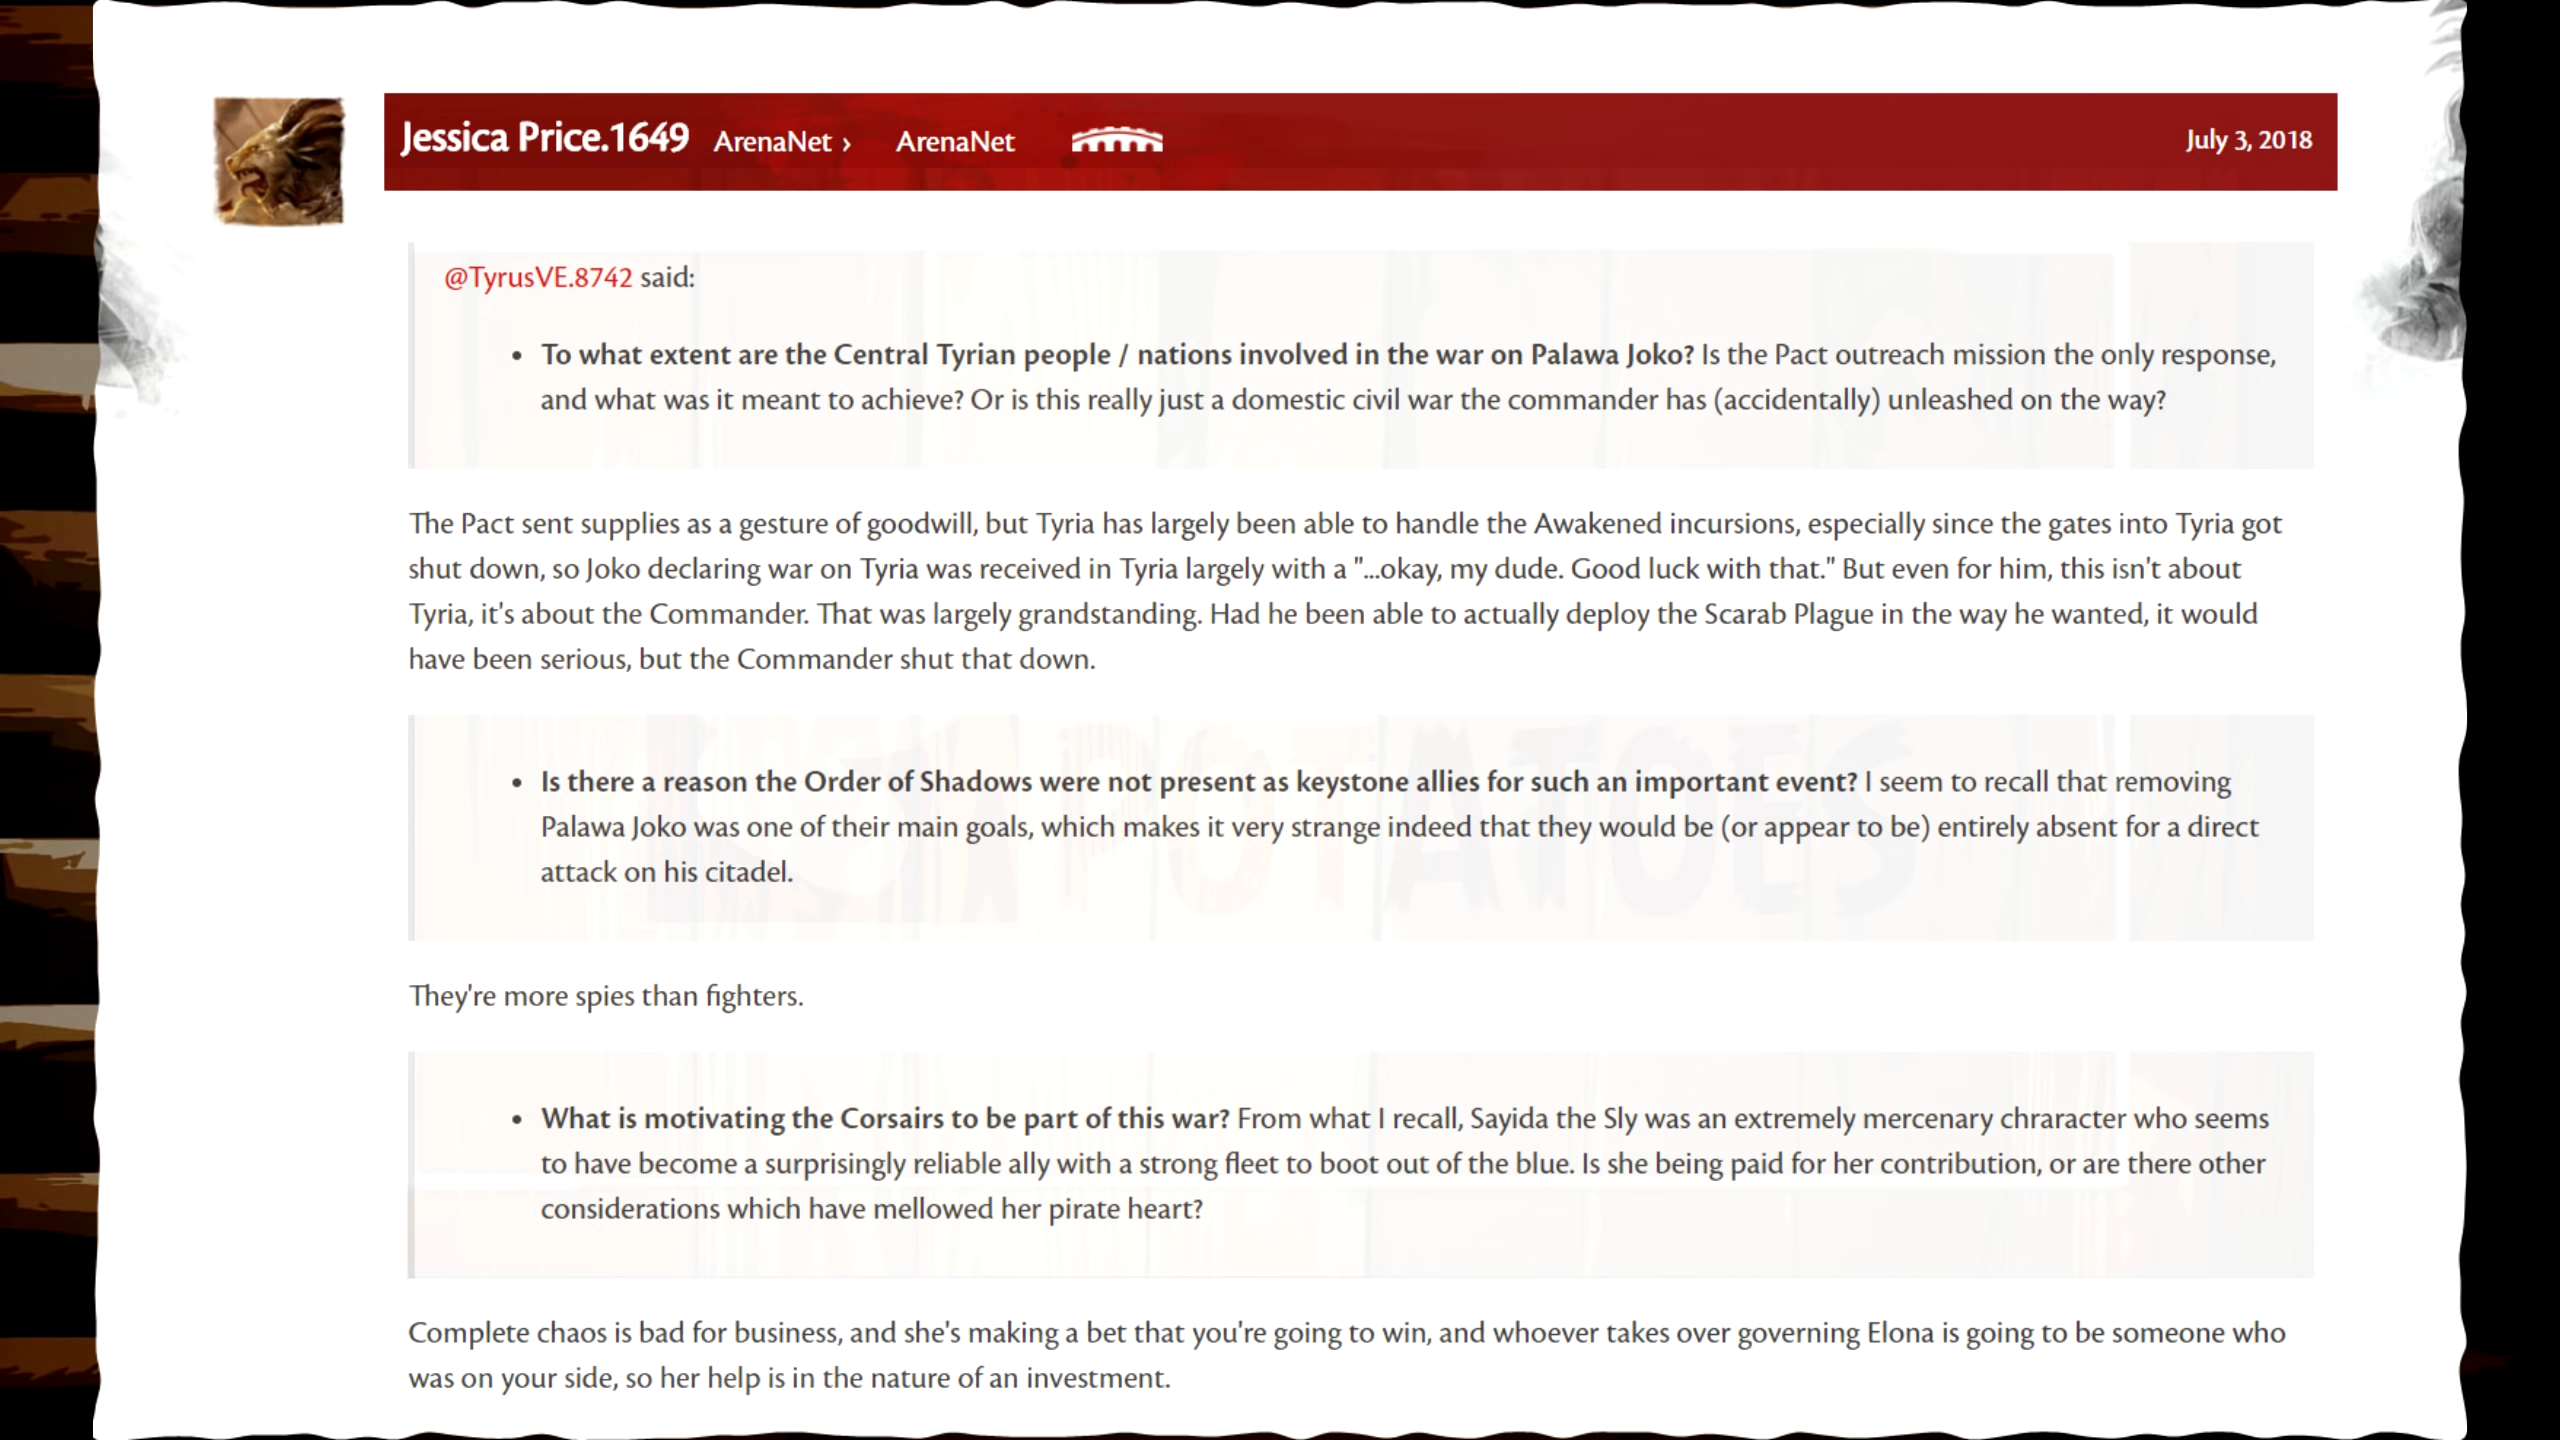 Jessica Price.1649 ArenaNet › ArenaNet July 3, 2018
@TyrusVE.8742 said:
• To what extent are the Central Tyrian people / nations involved in the war on Palawa Joko? Is the Pact outreach mission the only response,
and what was it meant to achieve? Or is this really just a domestic civil war the commander has (accidentally) unleashed on the way?
The Pact sent supplies as a gesture of goodwill, but Tyria has largely been able to handle the Awakened incursions, especially since the gates into Tyria got
shut down, so Joko declaring war on Tyria was received in Tyria largely with a "...okay, my dude. Good luck with that." But even for him, this isn't about
Tyria, it's about the Commander. That was largely grandstanding. Had he been able to actually deploy the Scarab Plague in the way he wanted, it would
have been serious, but the Commander shut that down.
• Is there a reason the Order of Shadows were not present as keystone allies for such an important event? I seem to recall that removing
Palawa Joko was one of their main goals, which makes it very strange indeed that they would be (or appear to be) entirely absent for a direct
attack on his citadel.
POTATOES
They're more spies than fighters.
• What is motivating the Corsairs to be part of this war? From what I recall, Sayida the Sly was an extremely mercenary chraracter who seems
to have become a surprisingly reliable ally with a strong fleet to boot out of the blue. Is she being paid for her contribution, or are there other
considerations which have mellowed her pirate heart?
Complete chaos is bad for business, and she's making a bet that you're going to win, and whoever takes over governing Elona is going to be someone who
was on your side, so her help is in the nature of an investment.